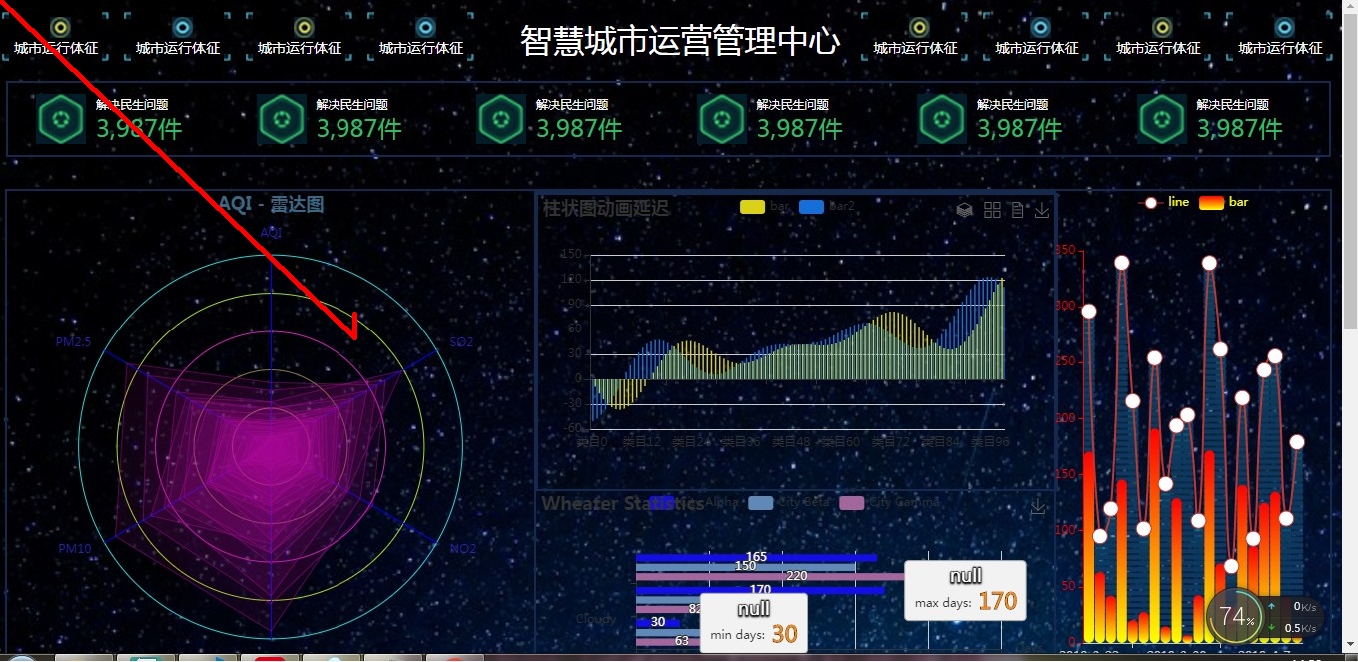 城市运行体征 城市运行体征 城市运行体征 城市运行体征 智慧城市运营管理中心 城市运行体征 城市运行体征 城市运行体征 城市运行体征
解决民生问题 解决民生问题 解决民生问题 解决民生问题 解决民生问题 解决民生问题
3,987件 3,987件 3,987件 3,987件 3,987件 3,987件
AQI - 雷达图
AQI
PM2.5
SO2
PM10
NO2
柱状图动画延迟 bar bar2
150
120
90
60
30
0
-30
-60
类目0 类目12 类目24 类目36 类目48 类目60 类目72 类目84 类目96
Wheater Statistics City Alpha City Beta City Gamma
165
150
220
170
Cloudy
30
63
null
max days: 170
null
min days: 30
line bar
350
300
250
200
150
100
50
0
74%
0K/s
0.5K/s